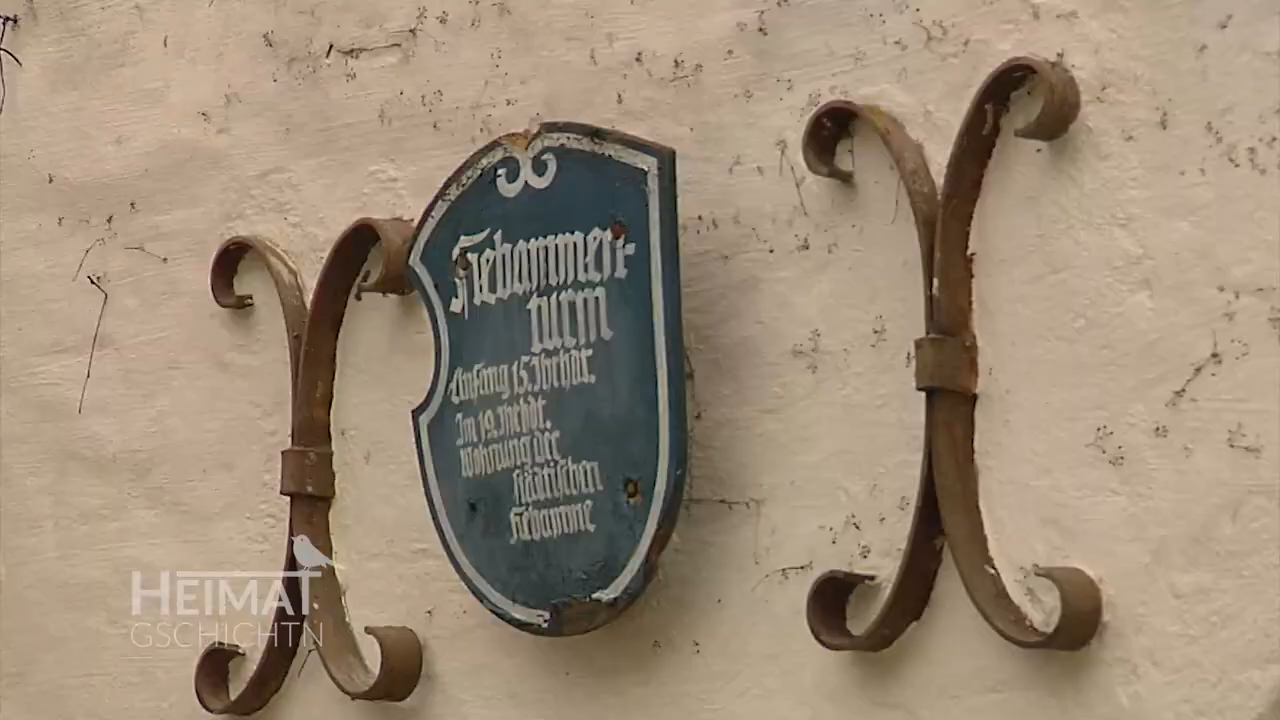 Hebammen-
turm
Anfang 15. Jhrhdt.
Im 19. Jhrhdt.
Wohnung der
städtischen
Hebamme
HEIMAT
GSCHICHTN